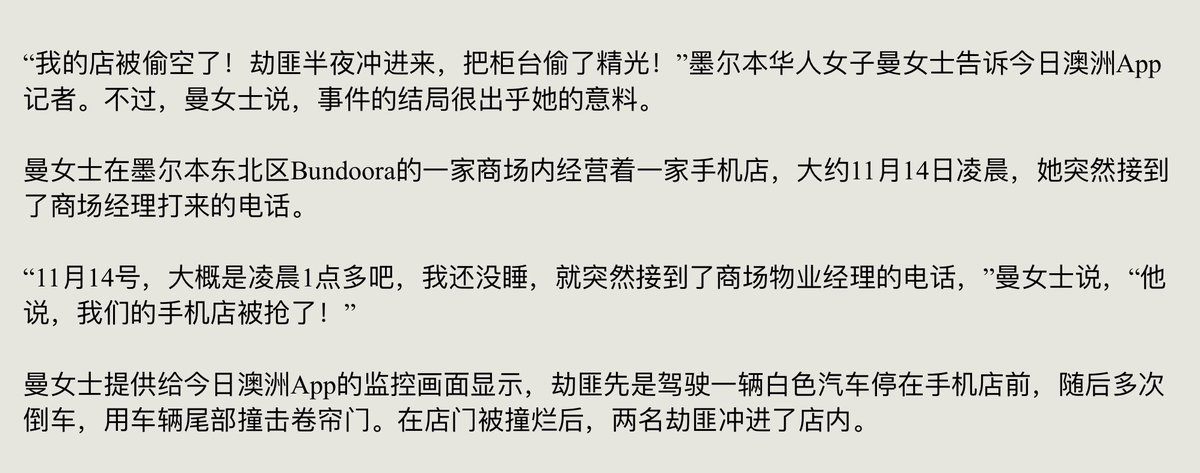 “我的店被偷空了！劫匪半夜冲进来，把柜台偷了精光！”墨尔本华人女子曼女士告诉今日澳洲App
记者。不过，曼女士说，事件的结局很出乎她的意料。
曼女士在墨尔本东北区Bundoora的一家商场内经营着一家手机店，大约11月14日凌晨，她突然接到
了商场经理打来的电话。
“11月14号，大概是凌晨1点多吧，我还没睡，就突然接到了商场物业经理的电话，”曼女士说，“他
说，我们的手机店被抢了！”
曼女士提供给今日澳洲App的监控画面显示，劫匪先是驾驶一辆白色汽车停在手机店前，随后多次
倒车，用车辆尾部撞击卷帘门。在店门被撞烂后，两名劫匪冲进了店内。